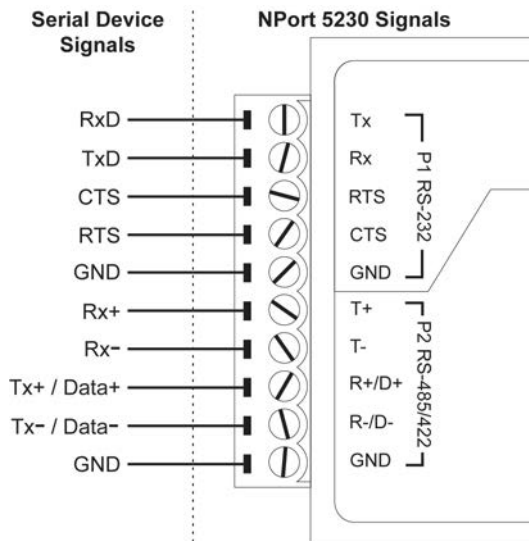 Serial Device
Signals
NPort 5230 Signals
RxD
TxD
CTS
RTS
GND
Rx+
Rx-
Tx+ / Data+
Tx- / Data-
GND
Tx
Rx
RTS
CTS
GND
P1 RS-232
T+
T-
R+/D+
R-/D-
GND
P2 RS-485/422